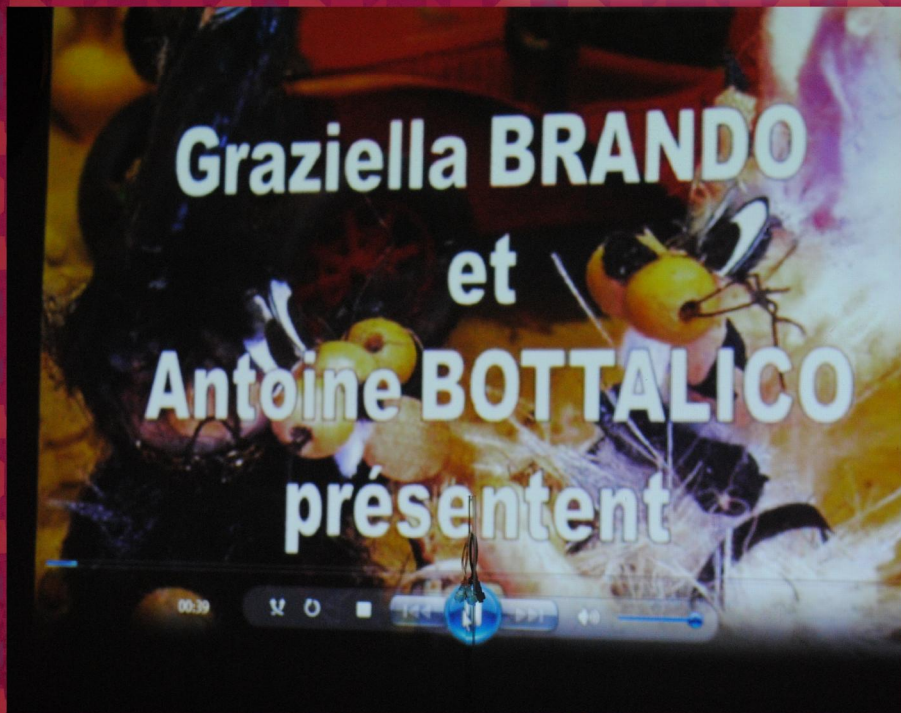 Graziella BRANDO
et
Antoine BOTTALICO
présentent
00:39